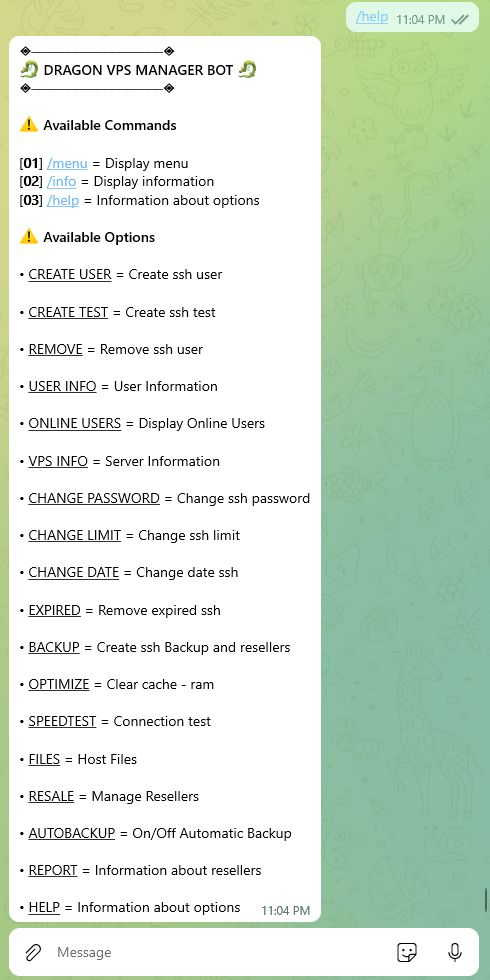 /help 11:04 PM
🐉 DRAGON VPS MANAGER BOT 🐉
⚠️ Available Commands
[01] /menu = Display menu
[02] /info = Display information
[03] /help = Information about options
⚠️ Available Options
• CREATE USER = Create ssh user
• CREATE TEST = Create ssh test
• REMOVE = Remove ssh user
• USER INFO = User Information
• ONLINE USERS = Display Online Users
• VPS INFO = Server Information
• CHANGE PASSWORD = Change ssh password
• CHANGE LIMIT = Change ssh limit
• CHANGE DATE = Change date ssh
• EXPIRED = Remove expired ssh
• BACKUP = Create ssh Backup and resellers
• OPTIMIZE = Clear cache - ram
• SPEEDTEST = Connection test
• FILES = Host Files
• RESALE = Manage Resellers
• AUTOBACKUP = On/Off Automatic Backup
• REPORT = Information about resellers
• HELP = Information about options 11:04 PM
Message